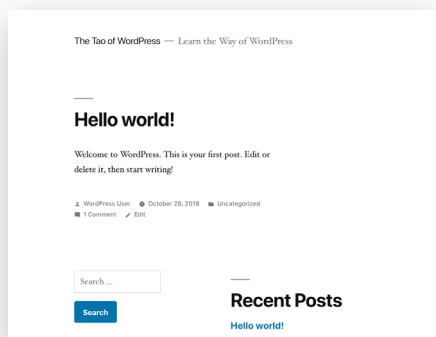 The Tao of WordPress — Learn the Way of WordPress
Hello world!
Welcome to WordPress. This is your first post. Edit or
delete it, then start writing!
WordPress User October 26, 2018 Uncategorized
1 Comment Edit
Search ...
Search
Recent Posts
Hello world!